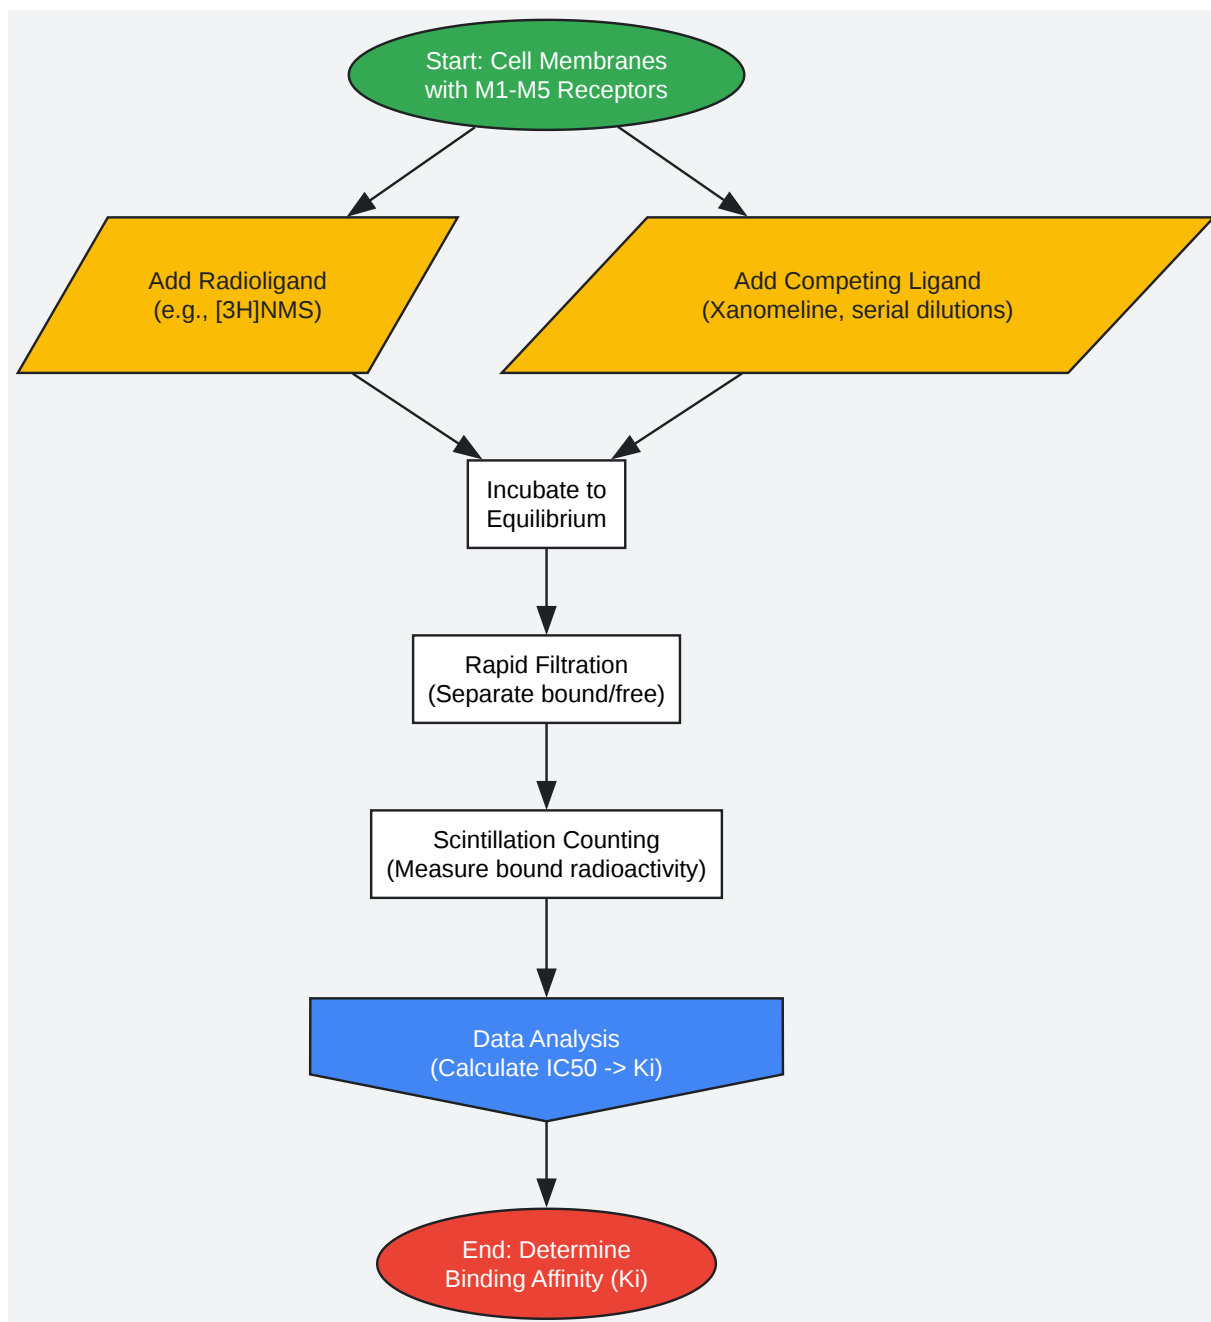 Start: Cell Membranes
with M1-M5 Receptors
Add Radioligand
(e.g., [3H]NMS)
Add Competing Ligand
(Xanomeline, serial dilutions)
Incubate to
Equilibrium
Rapid Filtration
(Separate bound/free)
Scintillation Counting
(Measure bound radioactivity)
Data Analysis
(Calculate IC50 -> Ki)
End: Determine
Binding Affinity (Ki)